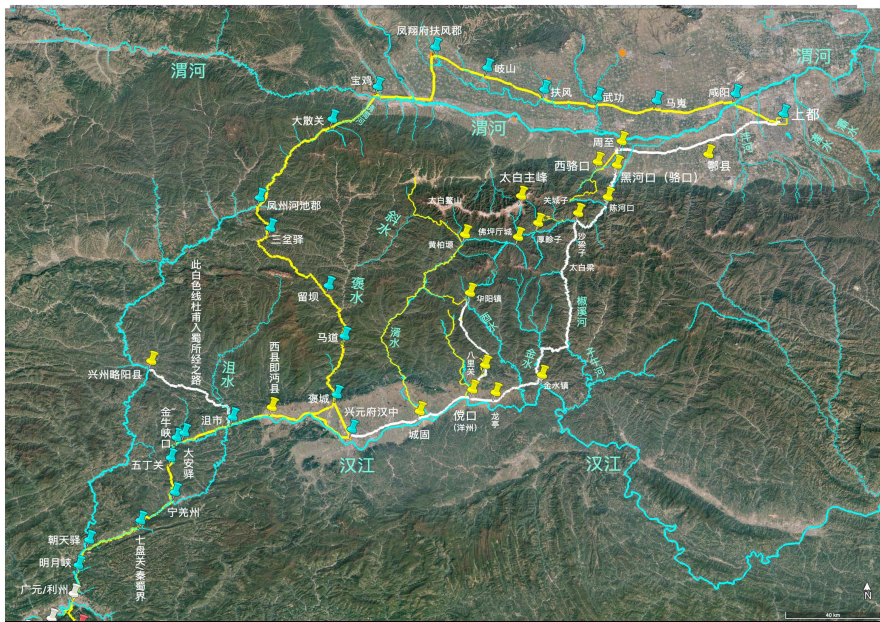 凤翔府扶风郡
渭河
渭河
岐山
宝鸡
扶风
武功
马嵬
咸阳
上都
大散关
渭河
周至
西骆口
黑河口（骆口）
鄠县
太白主峰
太白鳌山
关城子
陈河口
凤州河地郡
斜水
三岔驿
黄柏塬
佛坪厅城
厚畛子
沙梁子
太白梁
此白色线杜甫入蜀所经之路
留坝
褒水
华阳镇
酉水
椒溪河
马道
湑水
金水
八里关
兴州略阳县
沮水
西县即沔县
褒城
金水镇
金牛峡口
沮市
兴元府汉中
城固
傥口
（洋州）
龙亭
五丁关
大安驿
汉江
汉江
宁羌州
朝天驿
七盘关/秦蜀界
明月峡
广元/利州
N
40 km